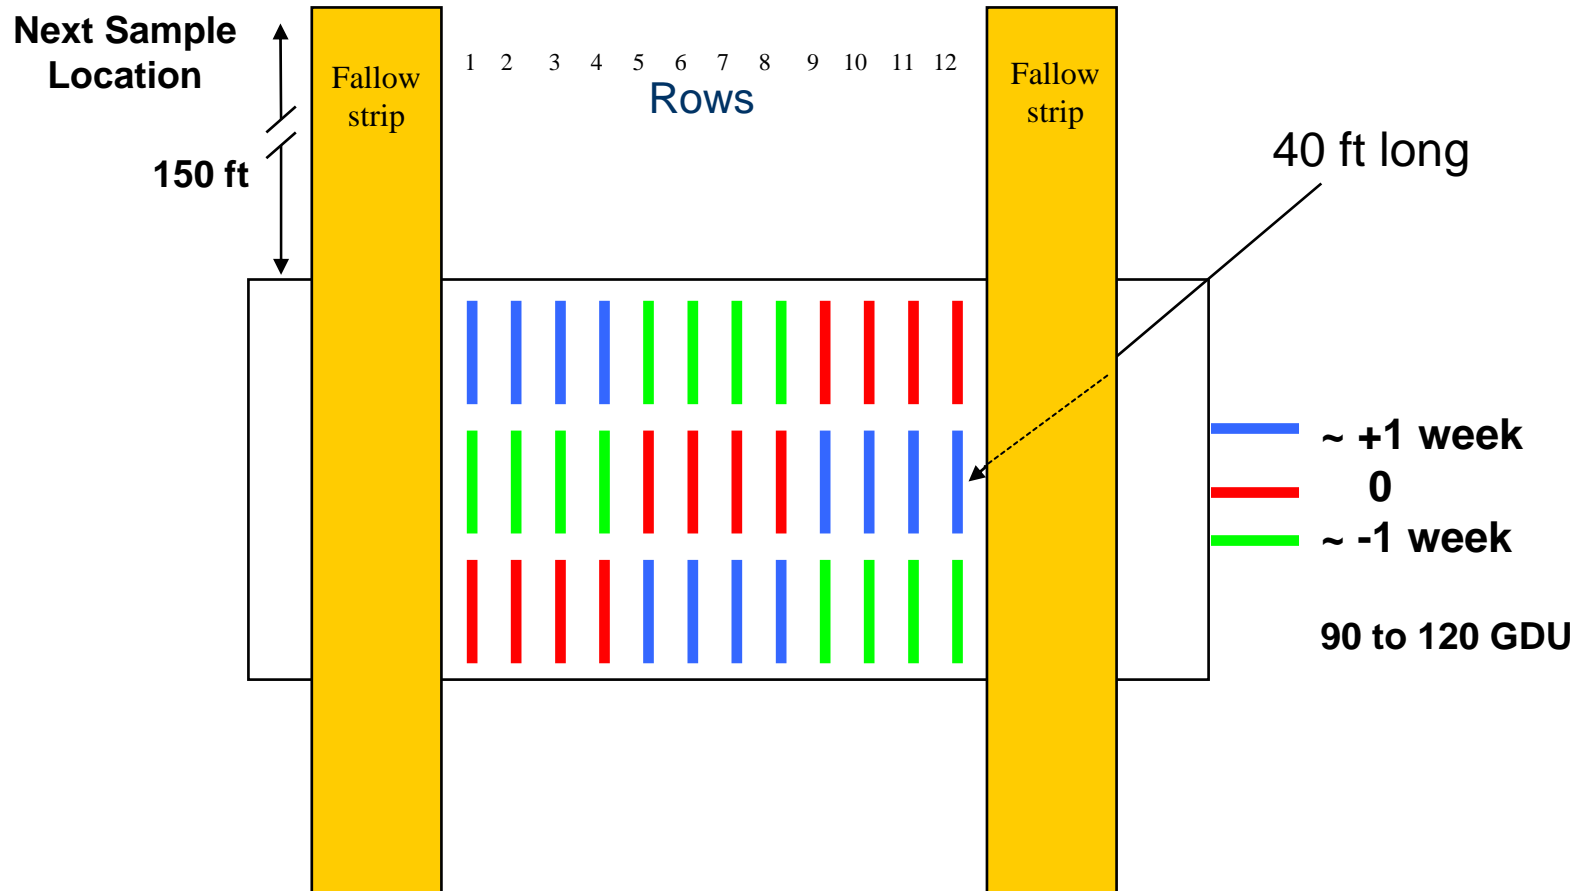 Next Sample
Location
150 ft
Fallow
strip
1 2 3 4 5 6 7 8 9 10 11 12
Rows
Fallow
strip
40 ft long
~ +1 week
0
~ -1 week
90 to 120 GDU